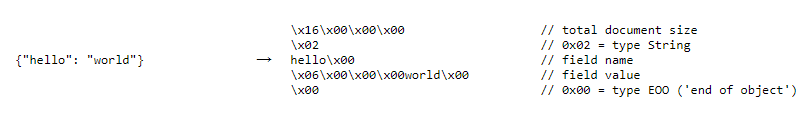 \x16\x00\x00\x00 // total document size
\x02 // 0x02 = type String
{"hello": "world"} → hello\x00 // field name
\x06\x00\x00\x00world\x00 // field value
\x00 // 0x00 = type EOO ('end of object')